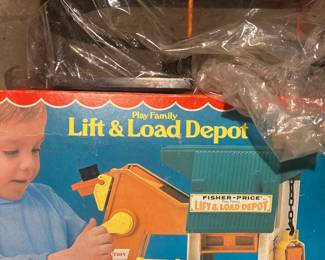 Play Family
Lift & Load Depot
FISHER-PRICE
LIFT & LOAD DEPOT